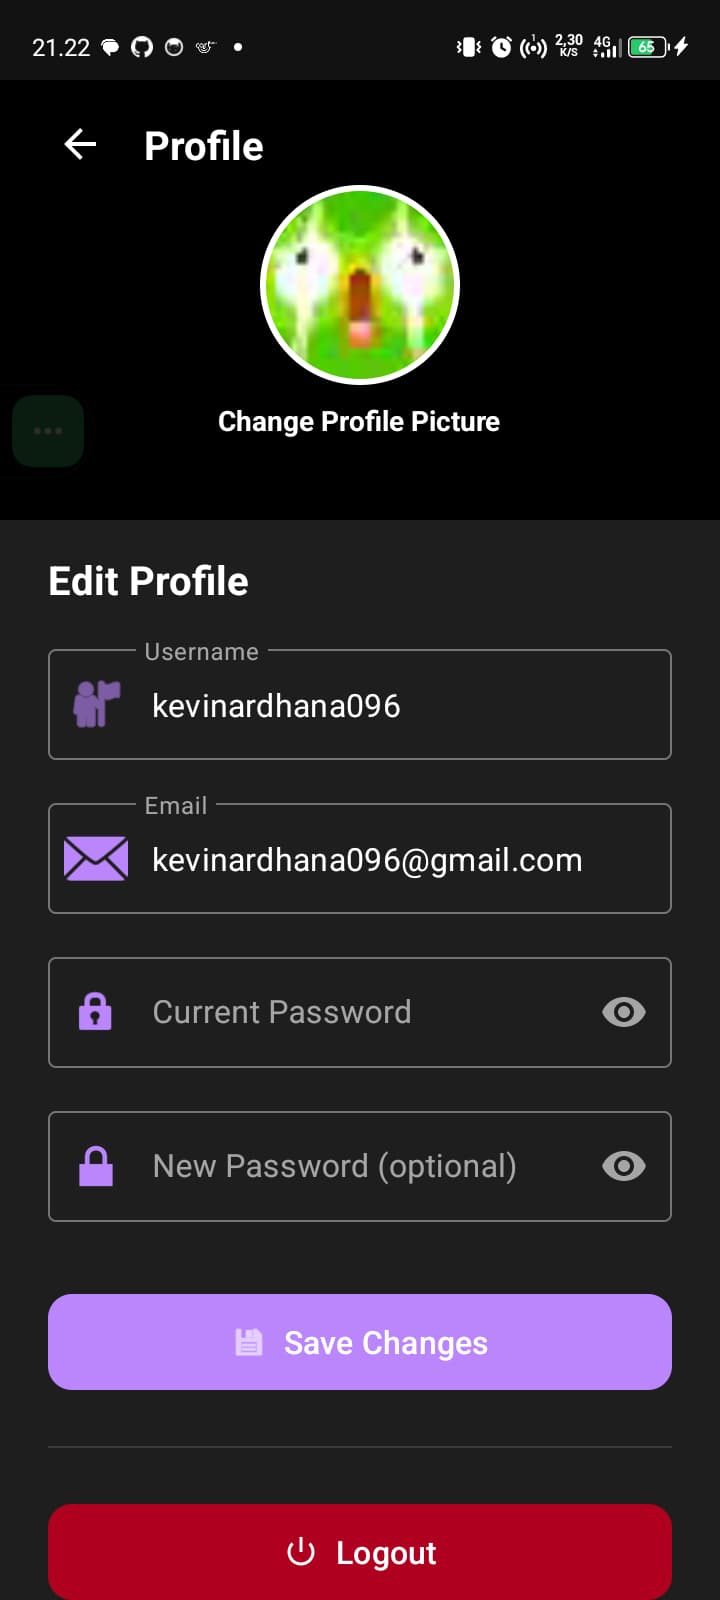 21.22
2,30
K/S
4G
1
65
Profile
Change Profile Picture
Edit Profile
Username
kevinardhana096
Email
kevinardhana096@gmail.com
Current Password
New Password (optional)
Save Changes
Logout